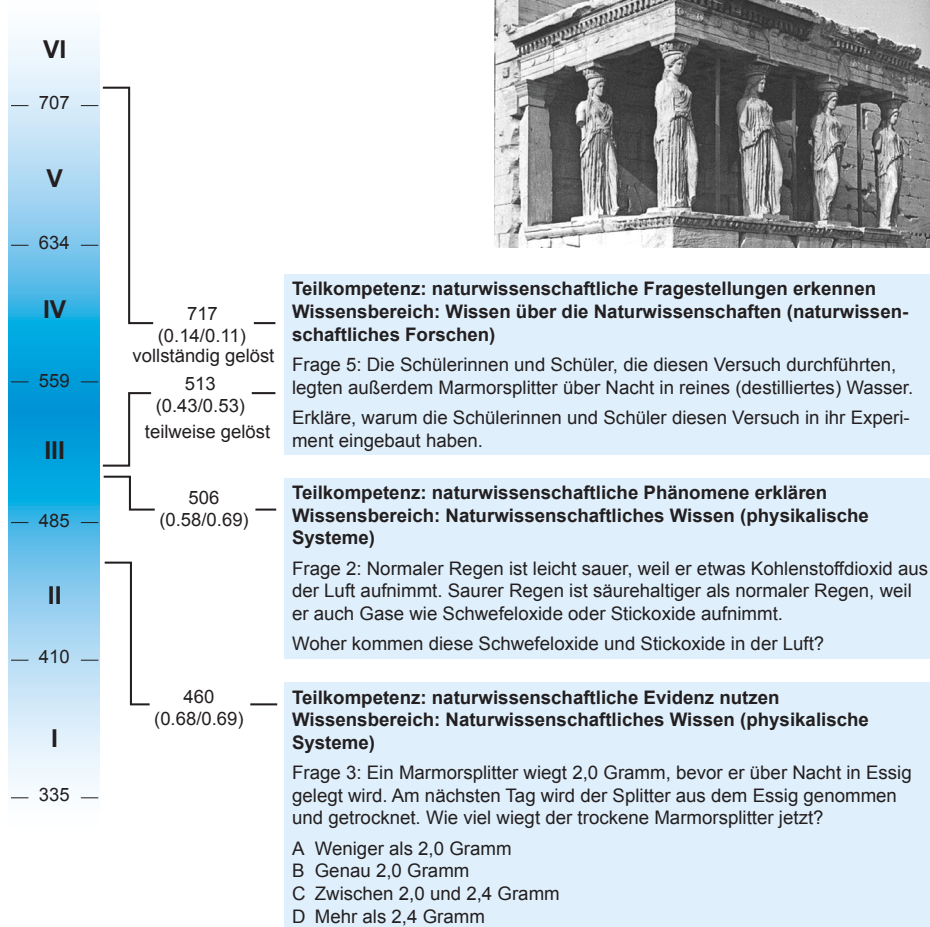 VI
707
V
634
IV
559
III
485
II
410
I
335
717
(0.14/0.11)
vollständig gelöst
513
(0.43/0.53)
teilweise gelöst
506
(0.58/0.69)
460
(0.68/0.69)
Teilkompetenz: naturwissenschaftliche Fragestellungen erkennen
Wissensbereich: Wissen über die Naturwissenschaften (naturwissen-
schaftliches Forschen)
Frage 5: Die Schülerinnen und Schüler, die diesen Versuch durchführten,
legten außerdem Marmorsplitter über Nacht in reines (destilliertes) Wasser.
Erkläre, warum die Schülerinnen und Schüler diesen Versuch in ihr Experi-
ment eingebaut haben.
Teilkompetenz: naturwissenschaftliche Phänomene erklären
Wissensbereich: Naturwissenschaftliches Wissen (physikalische
Systeme)
Frage 2: Normaler Regen ist leicht sauer, weil er etwas Kohlenstoffdioxid aus
der Luft aufnimmt. Saurer Regen ist säurehaltiger als normaler Regen, weil
er auch Gase wie Schwefeloxide oder Stickoxide aufnimmt.
Woher kommen diese Schwefeloxide und Stickoxide in der Luft?
Teilkompetenz: naturwissenschaftliche Evidenz nutzen
Wissensbereich: Naturwissenschaftliches Wissen (physikalische
Systeme)
Frage 3: Ein Marmorsplitter wiegt 2,0 Gramm, bevor er über Nacht in Essig
gelegt wird. Am nächsten Tag wird der Splitter aus dem Essig genommen
und getrocknet. Wie viel wiegt der trockene Marmorsplitter jetzt?
A Weniger als 2,0 Gramm
B Genau 2,0 Gramm
C Zwischen 2,0 und 2,4 Gramm
D Mehr als 2,4 Gramm